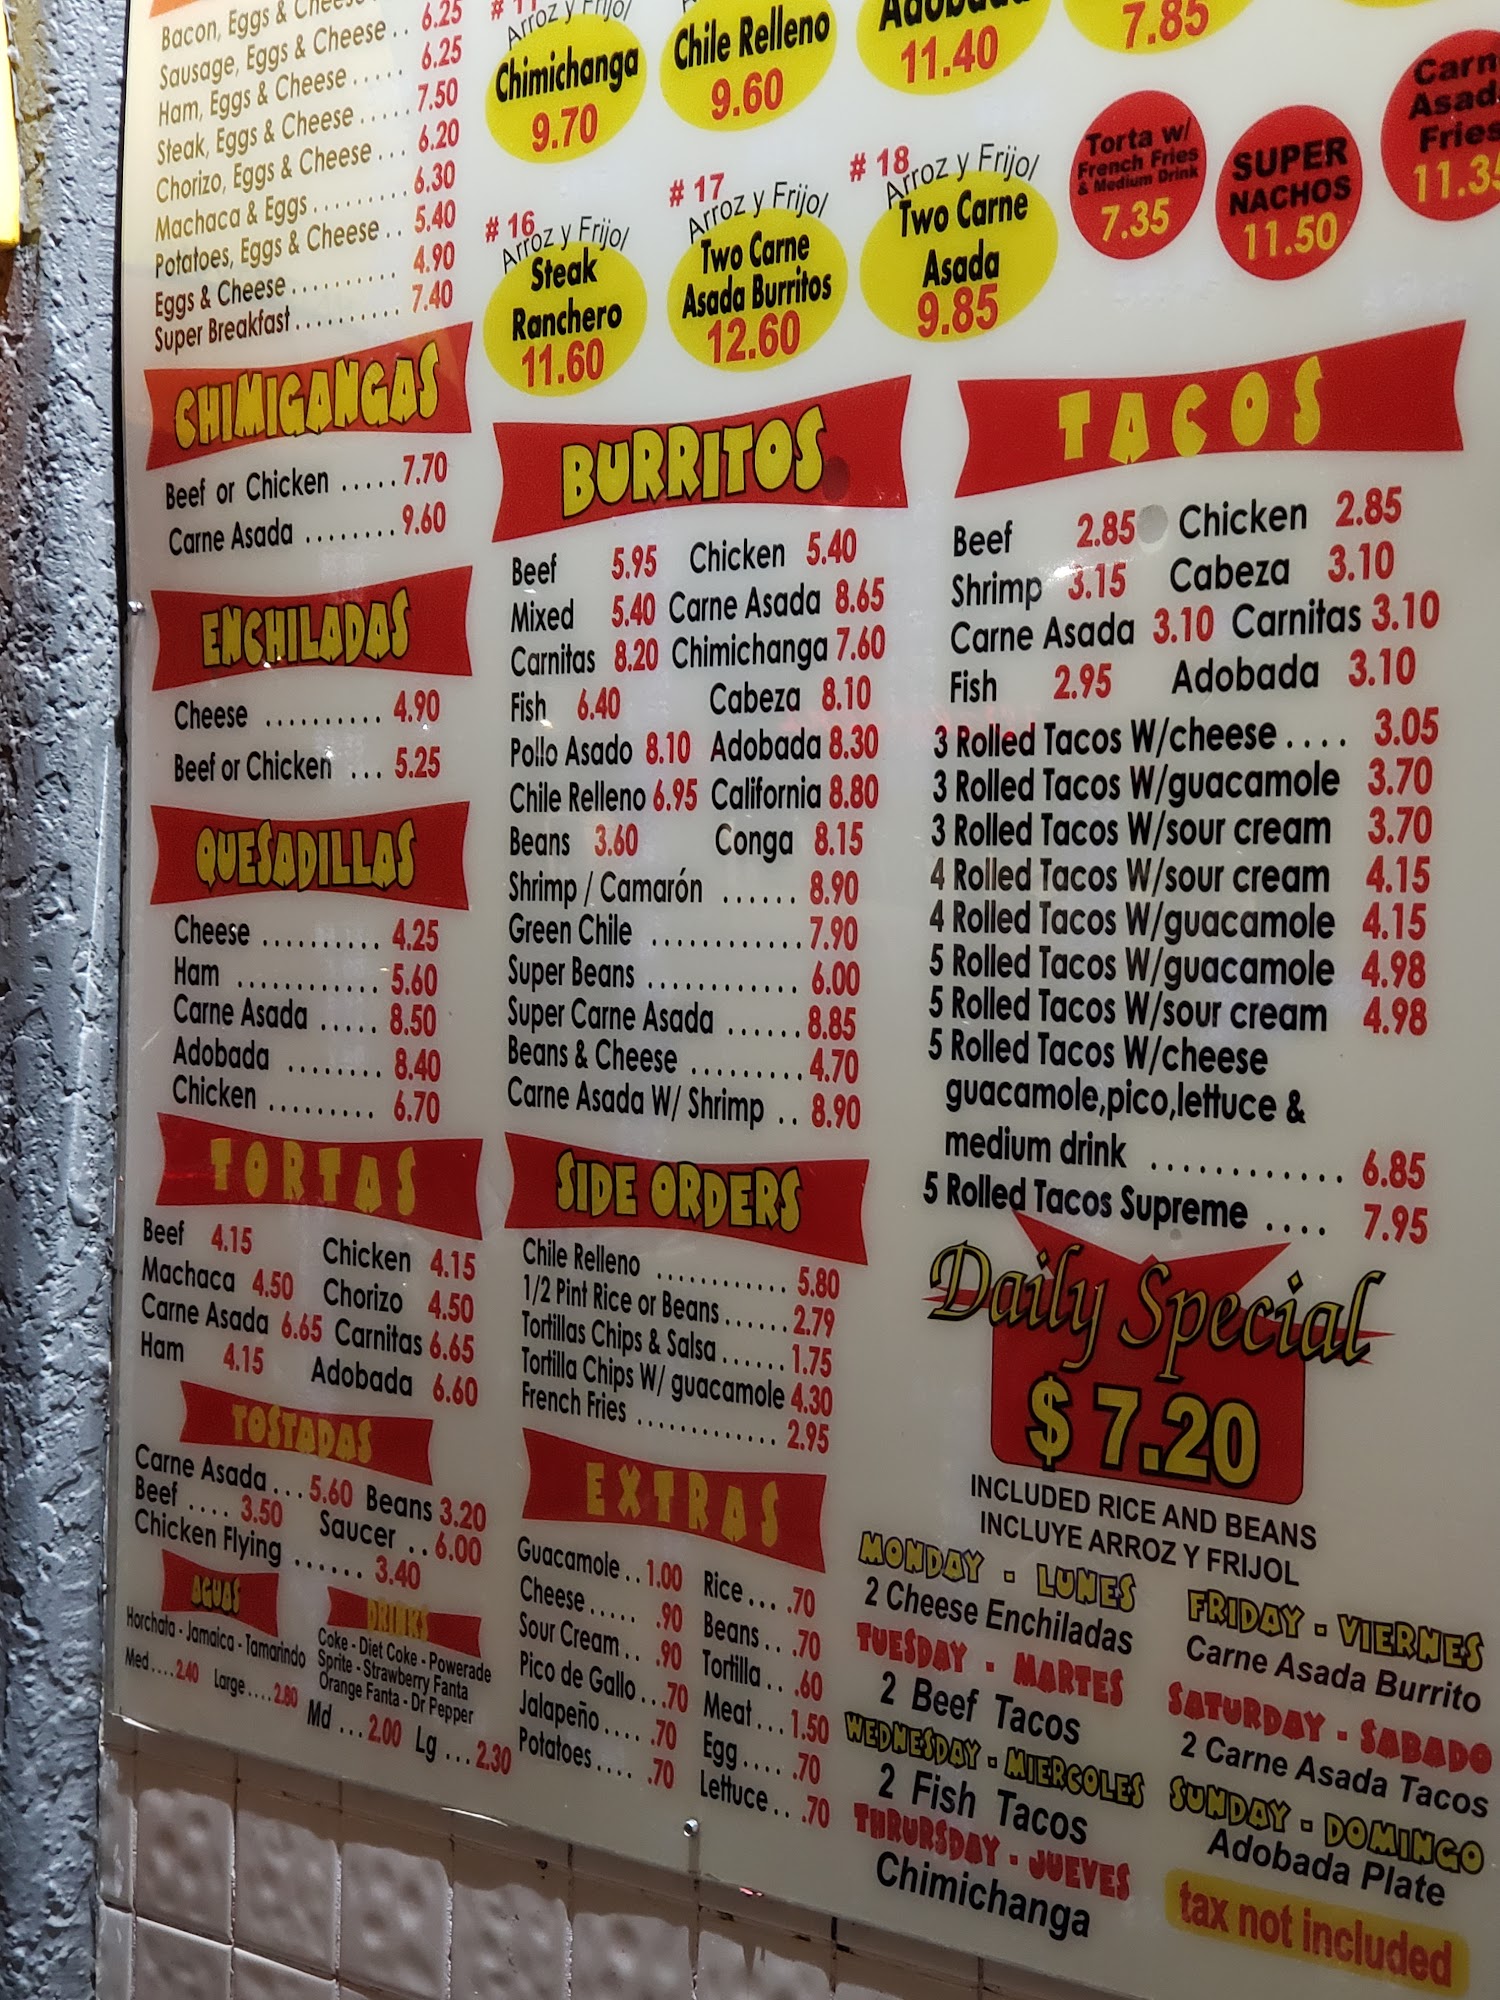 Bacon, Eggs & Cheese
6.25
Sausage, Eggs & Cheese . . 6.25
Ham, Eggs & Cheese ..... 7.50
Steak, Eggs & Cheese ..... 6.20
Chorizo, Eggs & Cheese ... 6.30
Machaca & Eggs......... 5.40
Potatoes, Eggs & Cheese . . 4.90
Eggs & Cheese.......... 7.40
Super Breakfast..........
# 11
Arroz y Frijol
Chimichanga
9.70
Chile Relleno
9.60
Adobada
11.40
7.85
# 16
Arroz y Frijol
Steak
Ranchero
11.60
# 17
Arroz y Frijol
Two Carne
Asada Burritos
12.60
# 18
Arroz y Frijol
Two Carne
Asada
9.85
Torta w/
French Fries
& Medium Drink
7.35
SUPER
NACHOS
11.50
Fries
CHIMIGANGAS
Beef or Chicken .....7.70
Carne Asada ........9.60
ENCHILADAS
Cheese .......... 4.90
Beef or Chicken ... 5.25
QUESADILLAS
Cheese .......... 4.25
Ham ............ 5.60
Carne Asada ..... 8.50
Adobada ........ 8.40
Chicken ......... 6.70
TORTAS
Beef 4.15 Chicken 4.15
Machaca 4.50 Chorizo 4.50
Carne Asada 6.65 Carnitas 6.65
Ham 4.15 Adobada 6.60
TOSTADAS
Carne Asada ... 5.60 Beans 3.20
Beef .... 3.50 Saucer .. 6.00
Chicken Flying ...... 3.40
AGUAS
Horchata - Jamaica - Tamarindo
Med....2.40 Large....2.80
DRINKS
Coke - Diet Coke - Powerade
Sprite - Strawberry Fanta
Orange Fanta - Dr Pepper
Md ...2.00 Lg ...2.30
BURRITOS
Beef 5.95 Chicken 5.40
Mixed 5.40 Carne Asada 8.65
Carnitas 8.20 Chimichanga 7.60
Fish 6.40 Cabeza 8.10
Pollo Asado 8.10 Adobada 8.30
Chile Relleno 6.95 California 8.80
Beans 3.60 Conga 8.15
Shrimp / Camarón ...... 8.90
Green Chile ............ 7.90
Super Beans ............ 6.00
Super Carne Asada ...... 8.85
Beans & Cheese ......... 4.70
Carne Asada W/ Shrimp .. 8.90
SIDE ORDERS
Chile Relleno ............ 5.80
1/2 Pint Rice or Beans...... 2.79
Tortillas Chips & Salsa ...... 1.75
Tortilla Chips W/ guacamole 4.30
French Fries ............. 2.95
EXTRAS
Guacamole .. 1.00 Rice... .70
Cheese ..... .90 Beans .. .70
Sour Cream .. .90 Tortilla .. .60
Pico de Gallo ...70 Meat ...1.50
Jalapeño .... .70 Egg .... .70
Potatoes.... .70 Lettuce.. .70
TACOS
Beef 2.85 Chicken 2.85
Shrimp 3.15 Cabeza 3.10
Carne Asada 3.10 Carnitas 3.10
Fish 2.95 Adobada 3.10
3 Rolled Tacos W/cheese .... 3.05
3 Rolled Tacos W/guacamole 3.70
3 Rolled Tacos W/sour cream 3.70
4 Rolled Tacos W/sour cream 4.15
4 Rolled Tacos W/guacamole 4.15
5 Rolled Tacos W/guacamole 4.98
5 Rolled Tacos W/sour cream 4.98
5 Rolled Tacos W/cheese
guacamole,pico,lettuce &
medium drink ............. 6.85
5 Rolled Tacos Supreme .... 7.95
Daily Special
$ 7.20
INCLUDED RICE AND BEANS
INCLUYE ARROZ Y FRIJOL
MONDAY - LUNES
2 Cheese Enchiladas
TUESDAY - MARTES
2 Beef Tacos
WEDNESDAY - MIERCOLES
2 Fish Tacos
THRURSDAY - JUEVES
Chimichanga
FRIDAY - VIERNES
Carne Asada Burrito
SATURDAY - SABADO
2 Carne Asada Tacos
SUNDAY - DOMINGO
Adobada Plate
tax not included